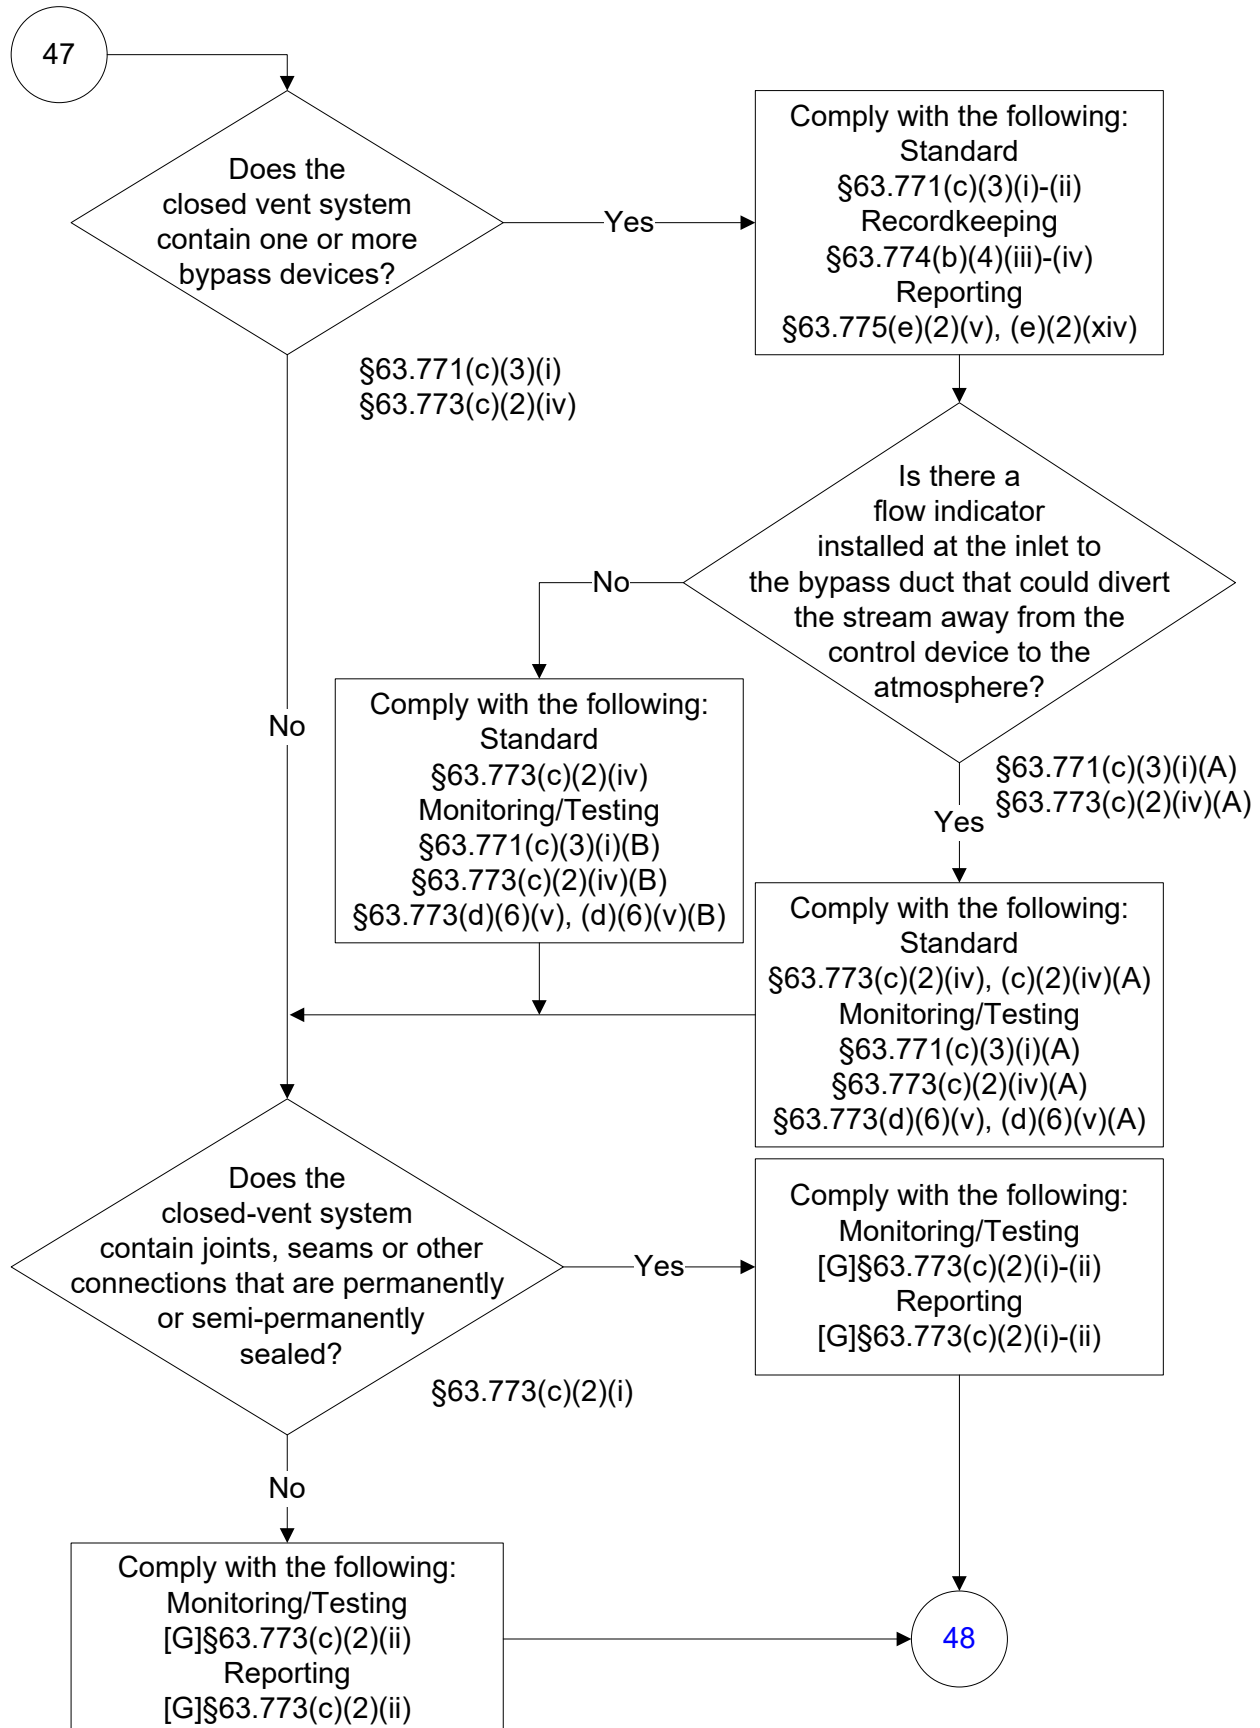 47
Does the
closed vent system
contain one or more
bypass devices?
Yes
Comply with the following:
Standard
§63.771(c)(3)(i)-(ii)
Recordkeeping
§63.774(b)(4)(iii)-(iv)
Reporting
§63.775(e)(2)(v), (e)(2)(xiv)
§63.771(c)(3)(i)
§63.773(c)(2)(iv)
Is there a
flow indicator
installed at the inlet to
the bypass duct that could divert
the stream away from the
control device to the
atmosphere?
No
No
Comply with the following:
Standard
§63.773(c)(2)(iv)
Monitoring/Testing
§63.771(c)(3)(i)(B)
§63.773(c)(2)(iv)(B)
§63.773(d)(6)(v), (d)(6)(v)(B)
§63.771(c)(3)(i)(A)
§63.773(c)(2)(iv)(A)
Yes
Comply with the following:
Standard
§63.773(c)(2)(iv), (c)(2)(iv)(A)
Monitoring/Testing
§63.771(c)(3)(i)(A)
§63.773(c)(2)(iv)(A)
§63.773(d)(6)(v), (d)(6)(v)(A)
Does the
closed-vent system
contain joints, seams or other
connections that are permanently
or semi-permanently
sealed?
Yes
Comply with the following:
Monitoring/Testing
[G]§63.773(c)(2)(i)-(ii)
Reporting
[G]§63.773(c)(2)(i)-(ii)
§63.773(c)(2)(i)
No
Comply with the following:
Monitoring/Testing
[G]§63.773(c)(2)(ii)
Reporting
[G]§63.773(c)(2)(ii)
48